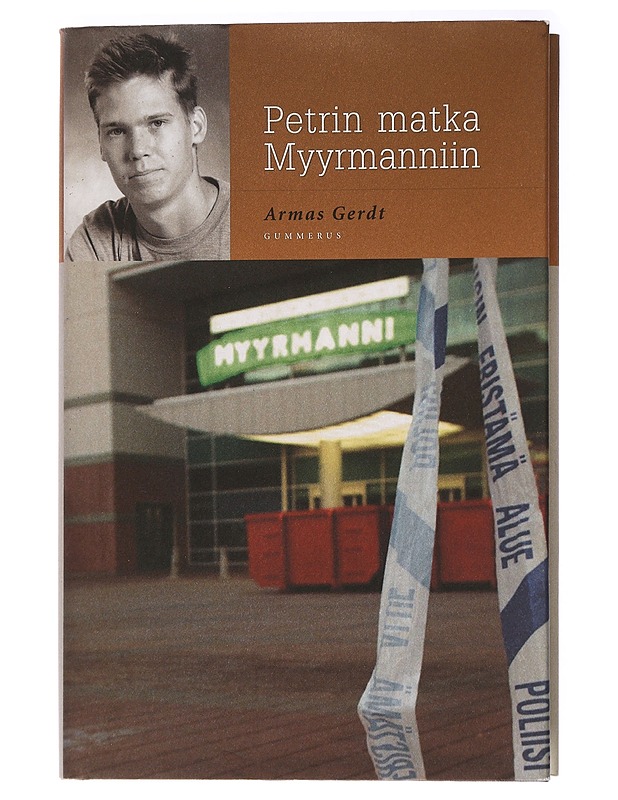 Petrin matka
Myyrmanniin
Armas Gerdt
GUMMERUS
MYYRMANNI
ERISTÄMÄ ALUE
POLIISI